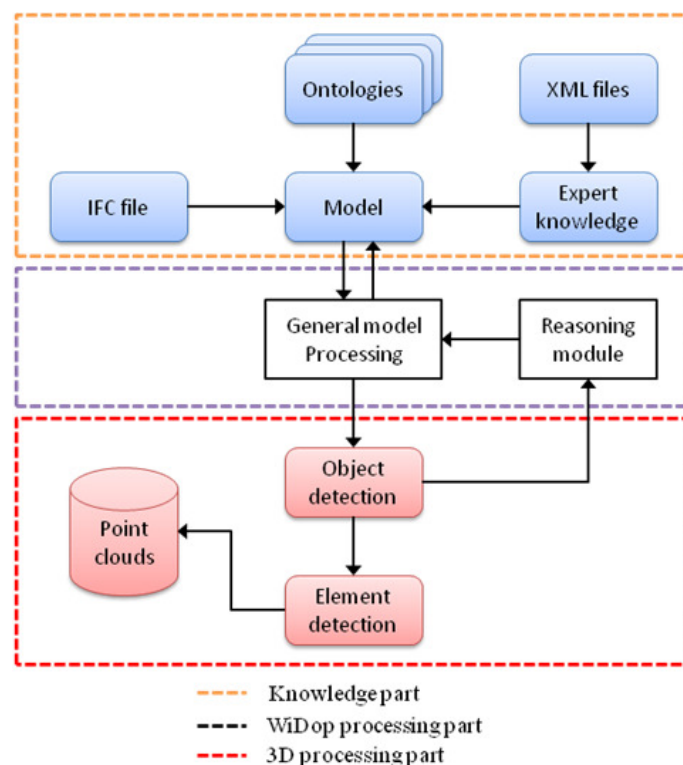 Ontologies
XML files
IFC file
Model
Expert
knowledge
General model
Processing
Reasoning
module
Object
detection
Point
clouds
Element
detection
Knowledge part
WiDop processing part
3D processing part